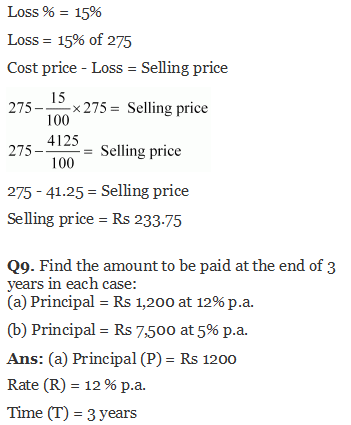 Loss % = 15%
Loss = 15% of 275
Cost price - Loss = Selling price
275 − 15/100 × 275 = Selling price
275 − 4125/100 = Selling price
275 - 41.25 = Selling price
Selling price = Rs 233.75
Q9. Find the amount to be paid at the end of 3
years in each case:
(a) Principal = Rs 1,200 at 12% p.a.
(b) Principal = Rs 7,500 at 5% p.a.
Ans: (a) Principal (P) = Rs 1200
Rate (R) = 12 % p.a.
Time (T) = 3 years